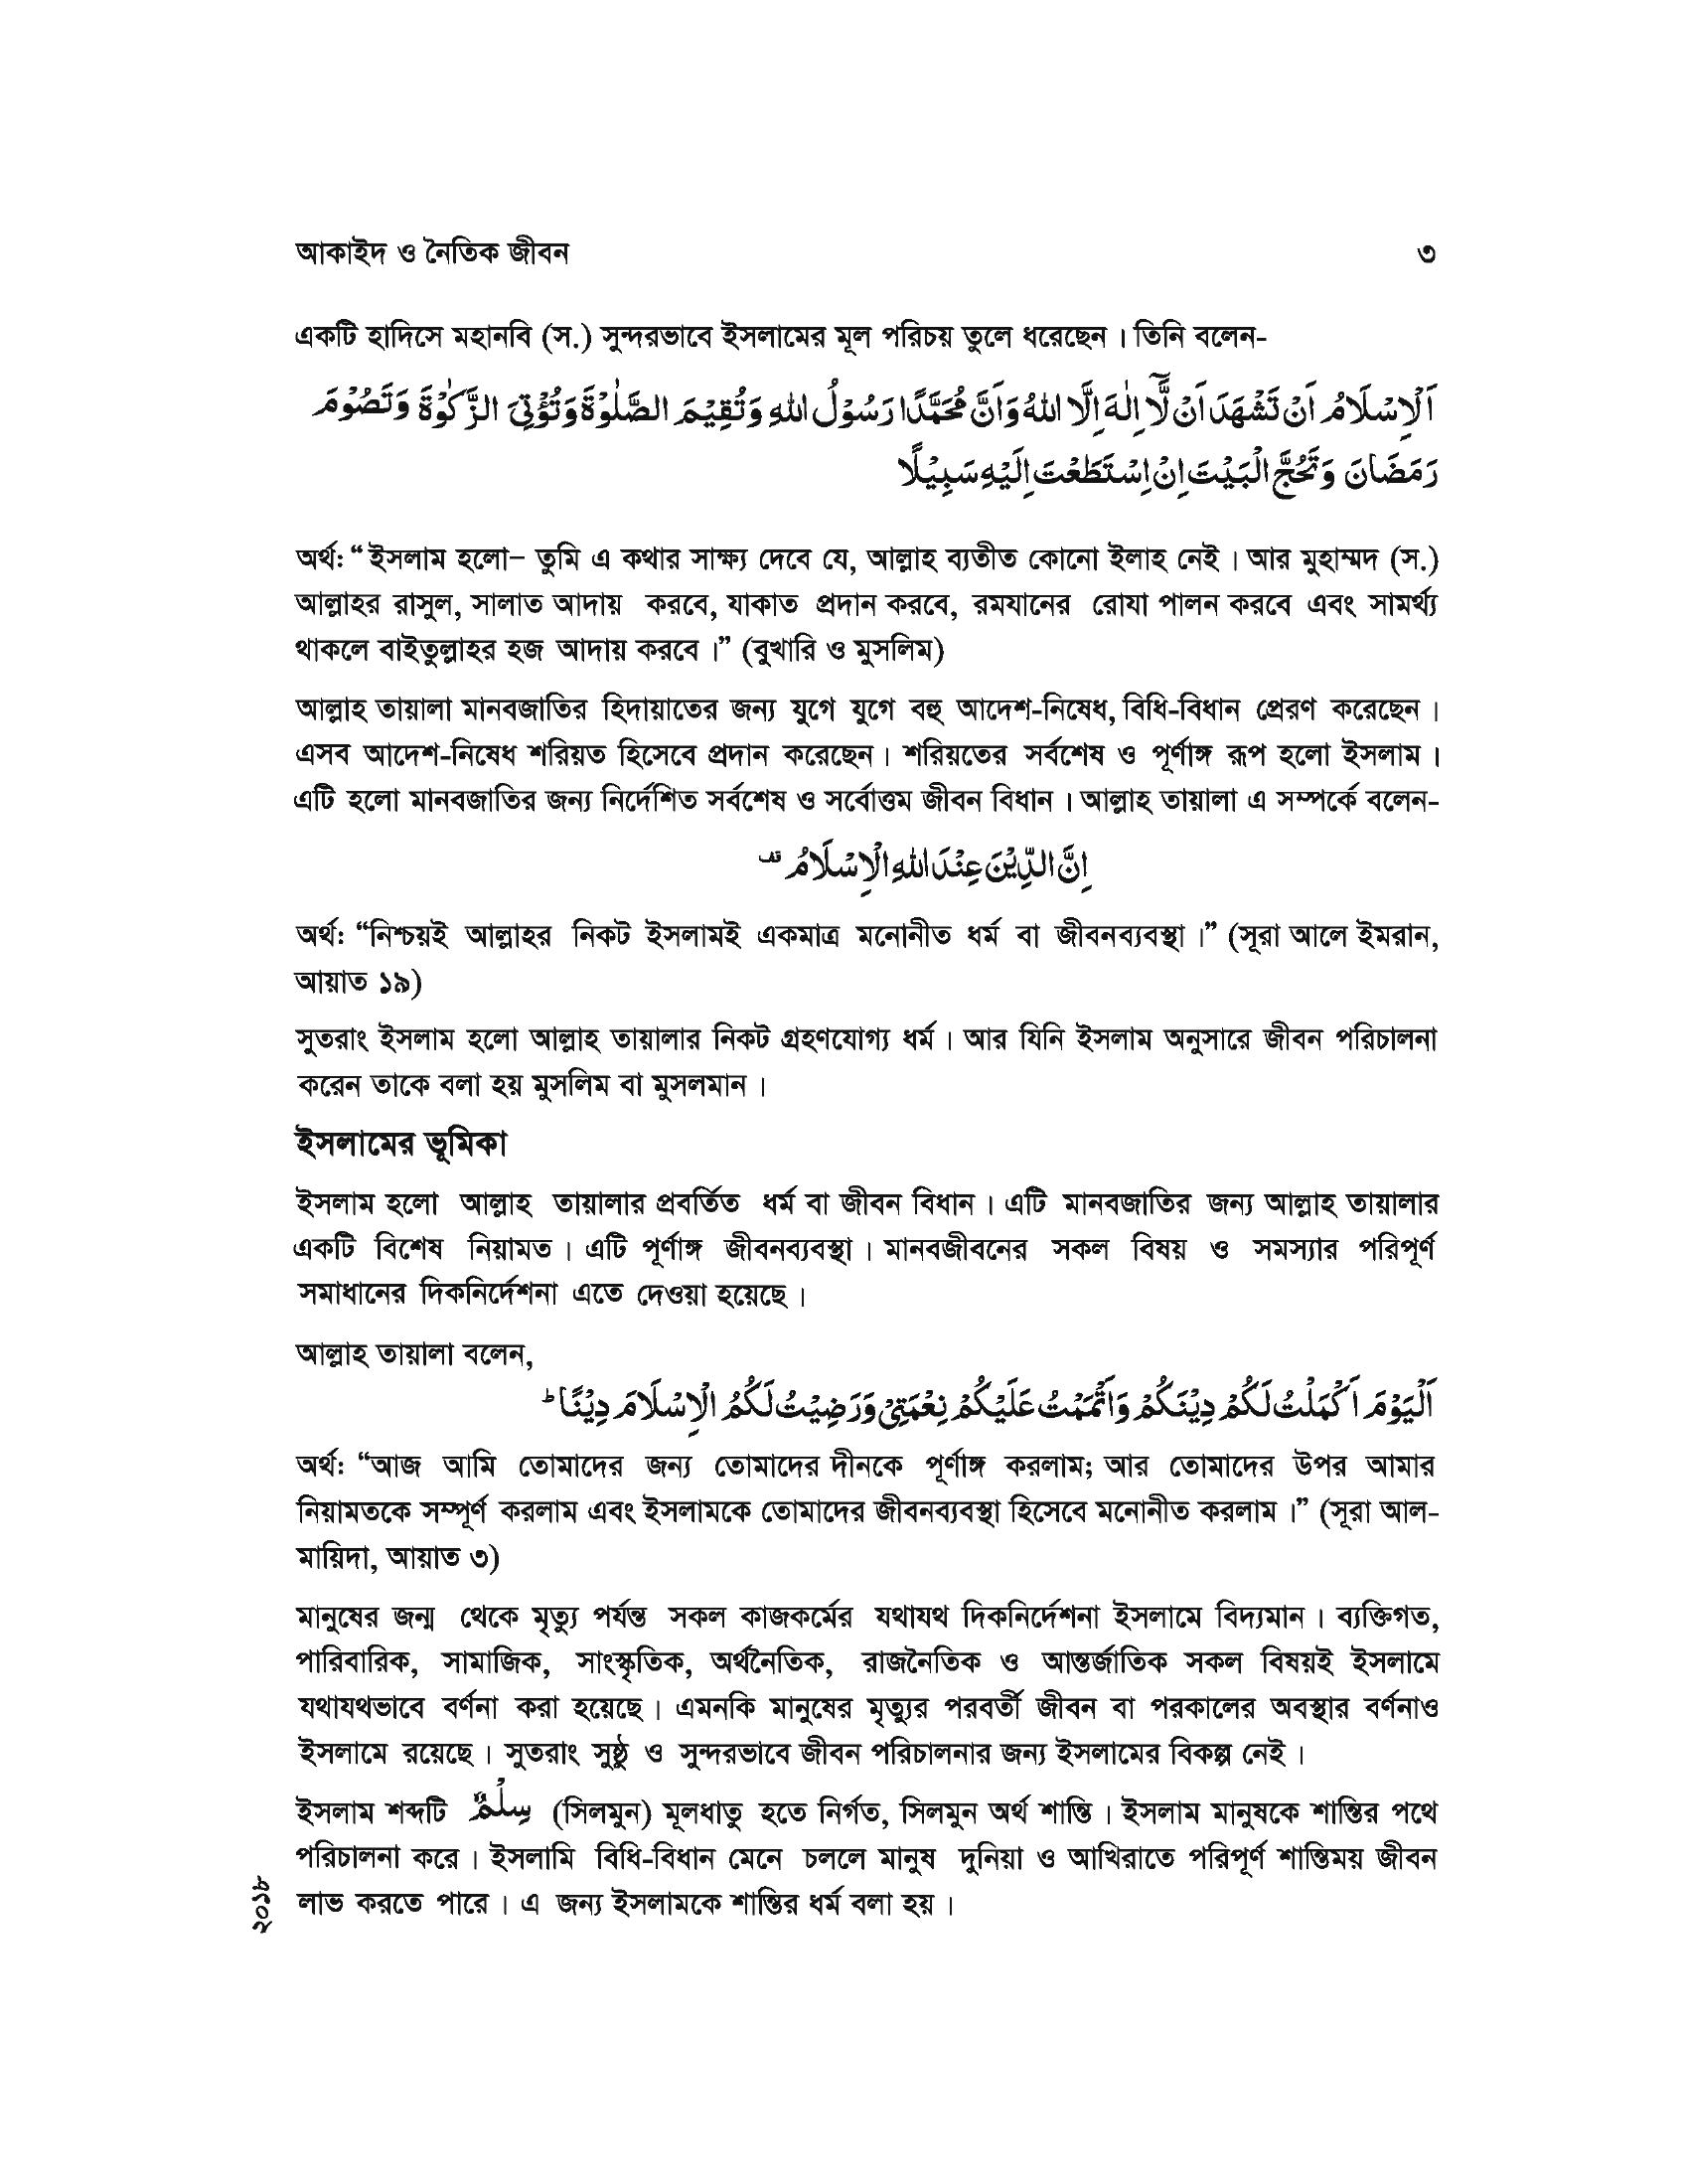 আকাইদ ও নৈতিক জীবন ৩
একটি হাদিসে মহানবি (স.) সুন্দরভাবে ইসলামের মূল পরিচয় তুলে ধরেছেন। তিনি বলেন-
اَلْاِسْلَامُ اَنْ تَشْهَدَ اَنْ لَّآ اِلٰهَ اِلَّا اللهُ وَاَنَّ مُحَمَّدًا رَسُوْلُ اللهِ وَتُقِيْمَ الصَّلٰوةَ وَتُؤْتِيَ الزَّكٰوةَ وَتَصُوْمَ
رَمَضَانَ وَتَحُجَّ الْبَيْتَ اِنْ اِسْتَطَعْتَ اِلَيْهِ سَبِيْلًا
অর্থ: “ইসলাম হলো− তুমি এ কথার সাক্ষ্য দেবে যে, আল্লাহ ব্যতীত কোনো ইলাহ নেই। আর মুহাম্মদ (স.)
আল্লাহর রাসুল, সালাত আদায় করবে, যাকাত প্রদান করবে, রমযানের রোযা পালন করবে এবং সামর্থ্য
থাকলে বাইতুল্লাহর হজ আদায় করবে।” (বুখারি ও মুসলিম)
আল্লাহ তায়ালা মানবজাতির হিদায়াতের জন্য যুগে যুগে বহু আদেশ-নিষেধ, বিধি-বিধান প্রেরণ করেছেন।
এসব আদেশ-নিষেধ শরিয়ত হিসেবে প্রদান করেছেন। শরিয়তের সর্বশেষ ও পূর্ণাঙ্গ রূপ হলো ইসলাম।
এটি হলো মানবজাতির জন্য নির্দেশিত সর্বশেষ ও সর্বোত্তম জীবন বিধান। আল্লাহ তায়ালা এ সম্পর্কে বলেন-
اِنَّ الدِّيْنَ عِنْدَ اللهِ الْاِسْلَامُ قف
অর্থ: “নিশ্চয়ই আল্লাহর নিকট ইসলামই একমাত্র মনোনীত ধর্ম বা জীবনব্যবস্থা।” (সূরা আলে ইমরান,
আয়াত ১৯)
সুতরাং ইসলাম হলো আল্লাহ তায়ালার নিকট গ্রহণযোগ্য ধর্ম। আর যিনি ইসলাম অনুসারে জীবন পরিচালনা
করেন তাকে বলা হয় মুসলিম বা মুসলমান।
ইসলামের ভূমিকা
ইসলাম হলো আল্লাহ তায়ালার প্রবর্তিত ধর্ম বা জীবন বিধান। এটি মানবজাতির জন্য আল্লাহ তায়ালার
একটি বিশেষ নিয়ামত। এটি পূর্ণাঙ্গ জীবনব্যবস্থা। মানবজীবনের সকল বিষয় ও সমস্যার পরিপূর্ণ
সমাধানের দিকনির্দেশনা এতে দেওয়া হয়েছে।
আল্লাহ তায়ালা বলেন,
اَلْيَوْمَ اَكْمَلْتُ لَكُمْ دِيْنَكُمْ وَاَتْمَمْتُ عَلَيْكُمْ نِعْمَتِيْ وَرَضِيْتُ لَكُمُ الْاِسْلَامَ دِيْنًا ؕ
অর্থ: “আজ আমি তোমাদের জন্য তোমাদের দীনকে পূর্ণাঙ্গ করলাম; আর তোমাদের উপর আমার
নিয়ামতকে সম্পূর্ণ করলাম এবং ইসলামকে তোমাদের জীবনব্যবস্থা হিসেবে মনোনীত করলাম।” (সূরা আল-
মায়িদা, আয়াত ৩)
মানুষের জন্ম থেকে মৃত্যু পর্যন্ত সকল কাজকর্মের যথাযথ দিকনির্দেশনা ইসলামে বিদ্যমান। ব্যক্তিগত,
পারিবারিক, সামাজিক, সাংস্কৃতিক, অর্থনৈতিক, রাজনৈতিক ও আন্তর্জাতিক সকল বিষয়ই ইসলামে
যথাযথভাবে বর্ণনা করা হয়েছে। এমনকি মানুষের মৃত্যুর পরবর্তী জীবন বা পরকালের অবস্থার বর্ণনাও
ইসলামে রয়েছে। সুতরাং সুষ্ঠু ও সুন্দরভাবে জীবন পরিচালনার জন্য ইসলামের বিকল্প নেই।
ইসলাম শব্দটি سِلْمٌ (সিলমুন) মূলধাতু হতে নির্গত, সিলমুন অর্থ শান্তি। ইসলাম মানুষকে শান্তির পথে
পরিচালনা করে। ইসলামি বিধি-বিধান মেনে চললে মানুষ দুনিয়া ও আখিরাতে পরিপূর্ণ শান্তিময় জীবন
লাভ করতে পারে। এ জন্য ইসলামকে শান্তির ধর্ম বলা হয়।
২০১৮